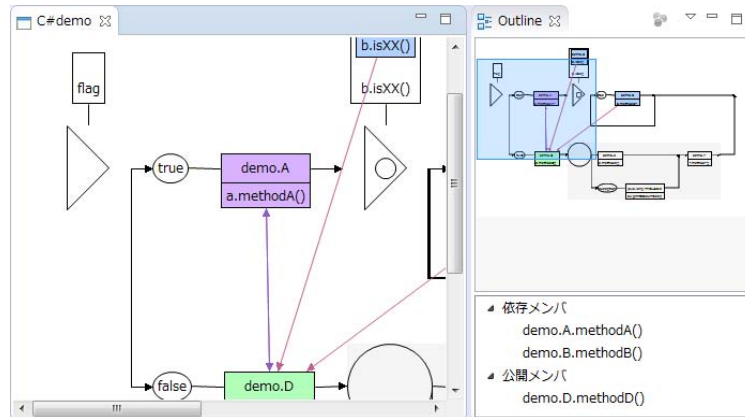 C#demo
flag
b.isXX()
b.isXX()
true
demo.A
a.methodA()
false
demo.D
Outline
依存メンバ
demo.A.methodA()
demo.B.methodB()
公開メンバ
demo.D.methodD()